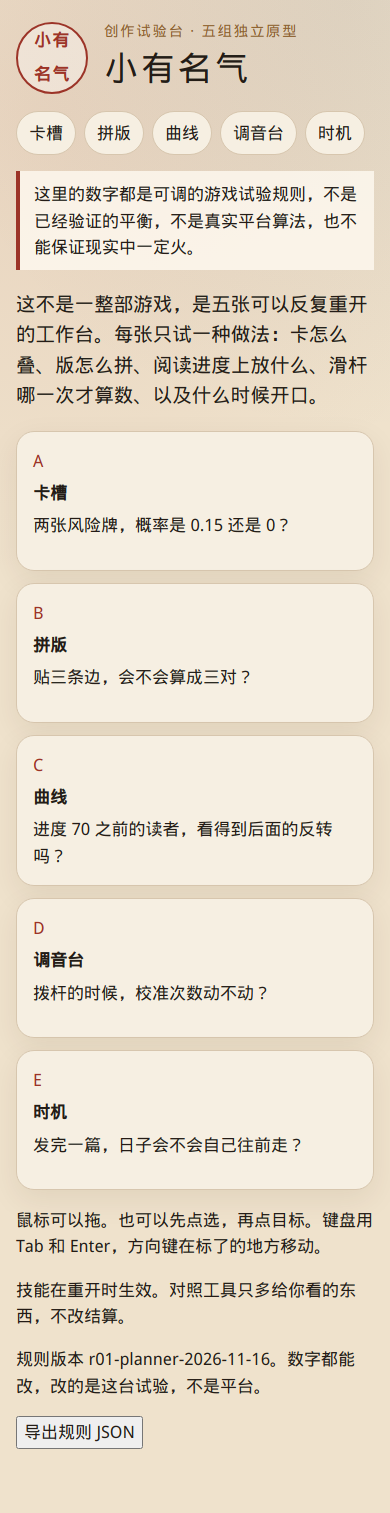 小有
名气
创作试验台 · 五组独立原型
小有名气
卡槽
拼版
曲线
调音台
时机
这里的数字都是可调的游戏试验规则，不是
已经验证的平衡，不是真实平台算法，也不
能保证现实中一定火。
这不是一整部游戏，是五张可以反复重开
的工作台。每张只试一种做法：卡怎么
叠、版怎么拼、阅读进度上放什么、滑杆
哪一次才算数、以及什么时候开口。
A
卡槽
两张风险牌，概率是 0.15 还是 0？
B
拼版
贴三条边，会不会算成三对？
C
曲线
进度 70 之前的读者，看得到后面的反转
吗？
D
调音台
拨杆的时候，校准次数动不动？
E
时机
发完一篇，日子会不会自己往前走？
鼠标可以拖。也可以先点选，再点目标。键盘用
Tab 和 Enter，方向键在标了的地方移动。
技能在重开时生效。对照工具只多给你看的东
西，不改结算。
规则版本 r01-planner-2026-11-16。数字都能
改，改的是这台试验，不是平台。
导出规则 JSON